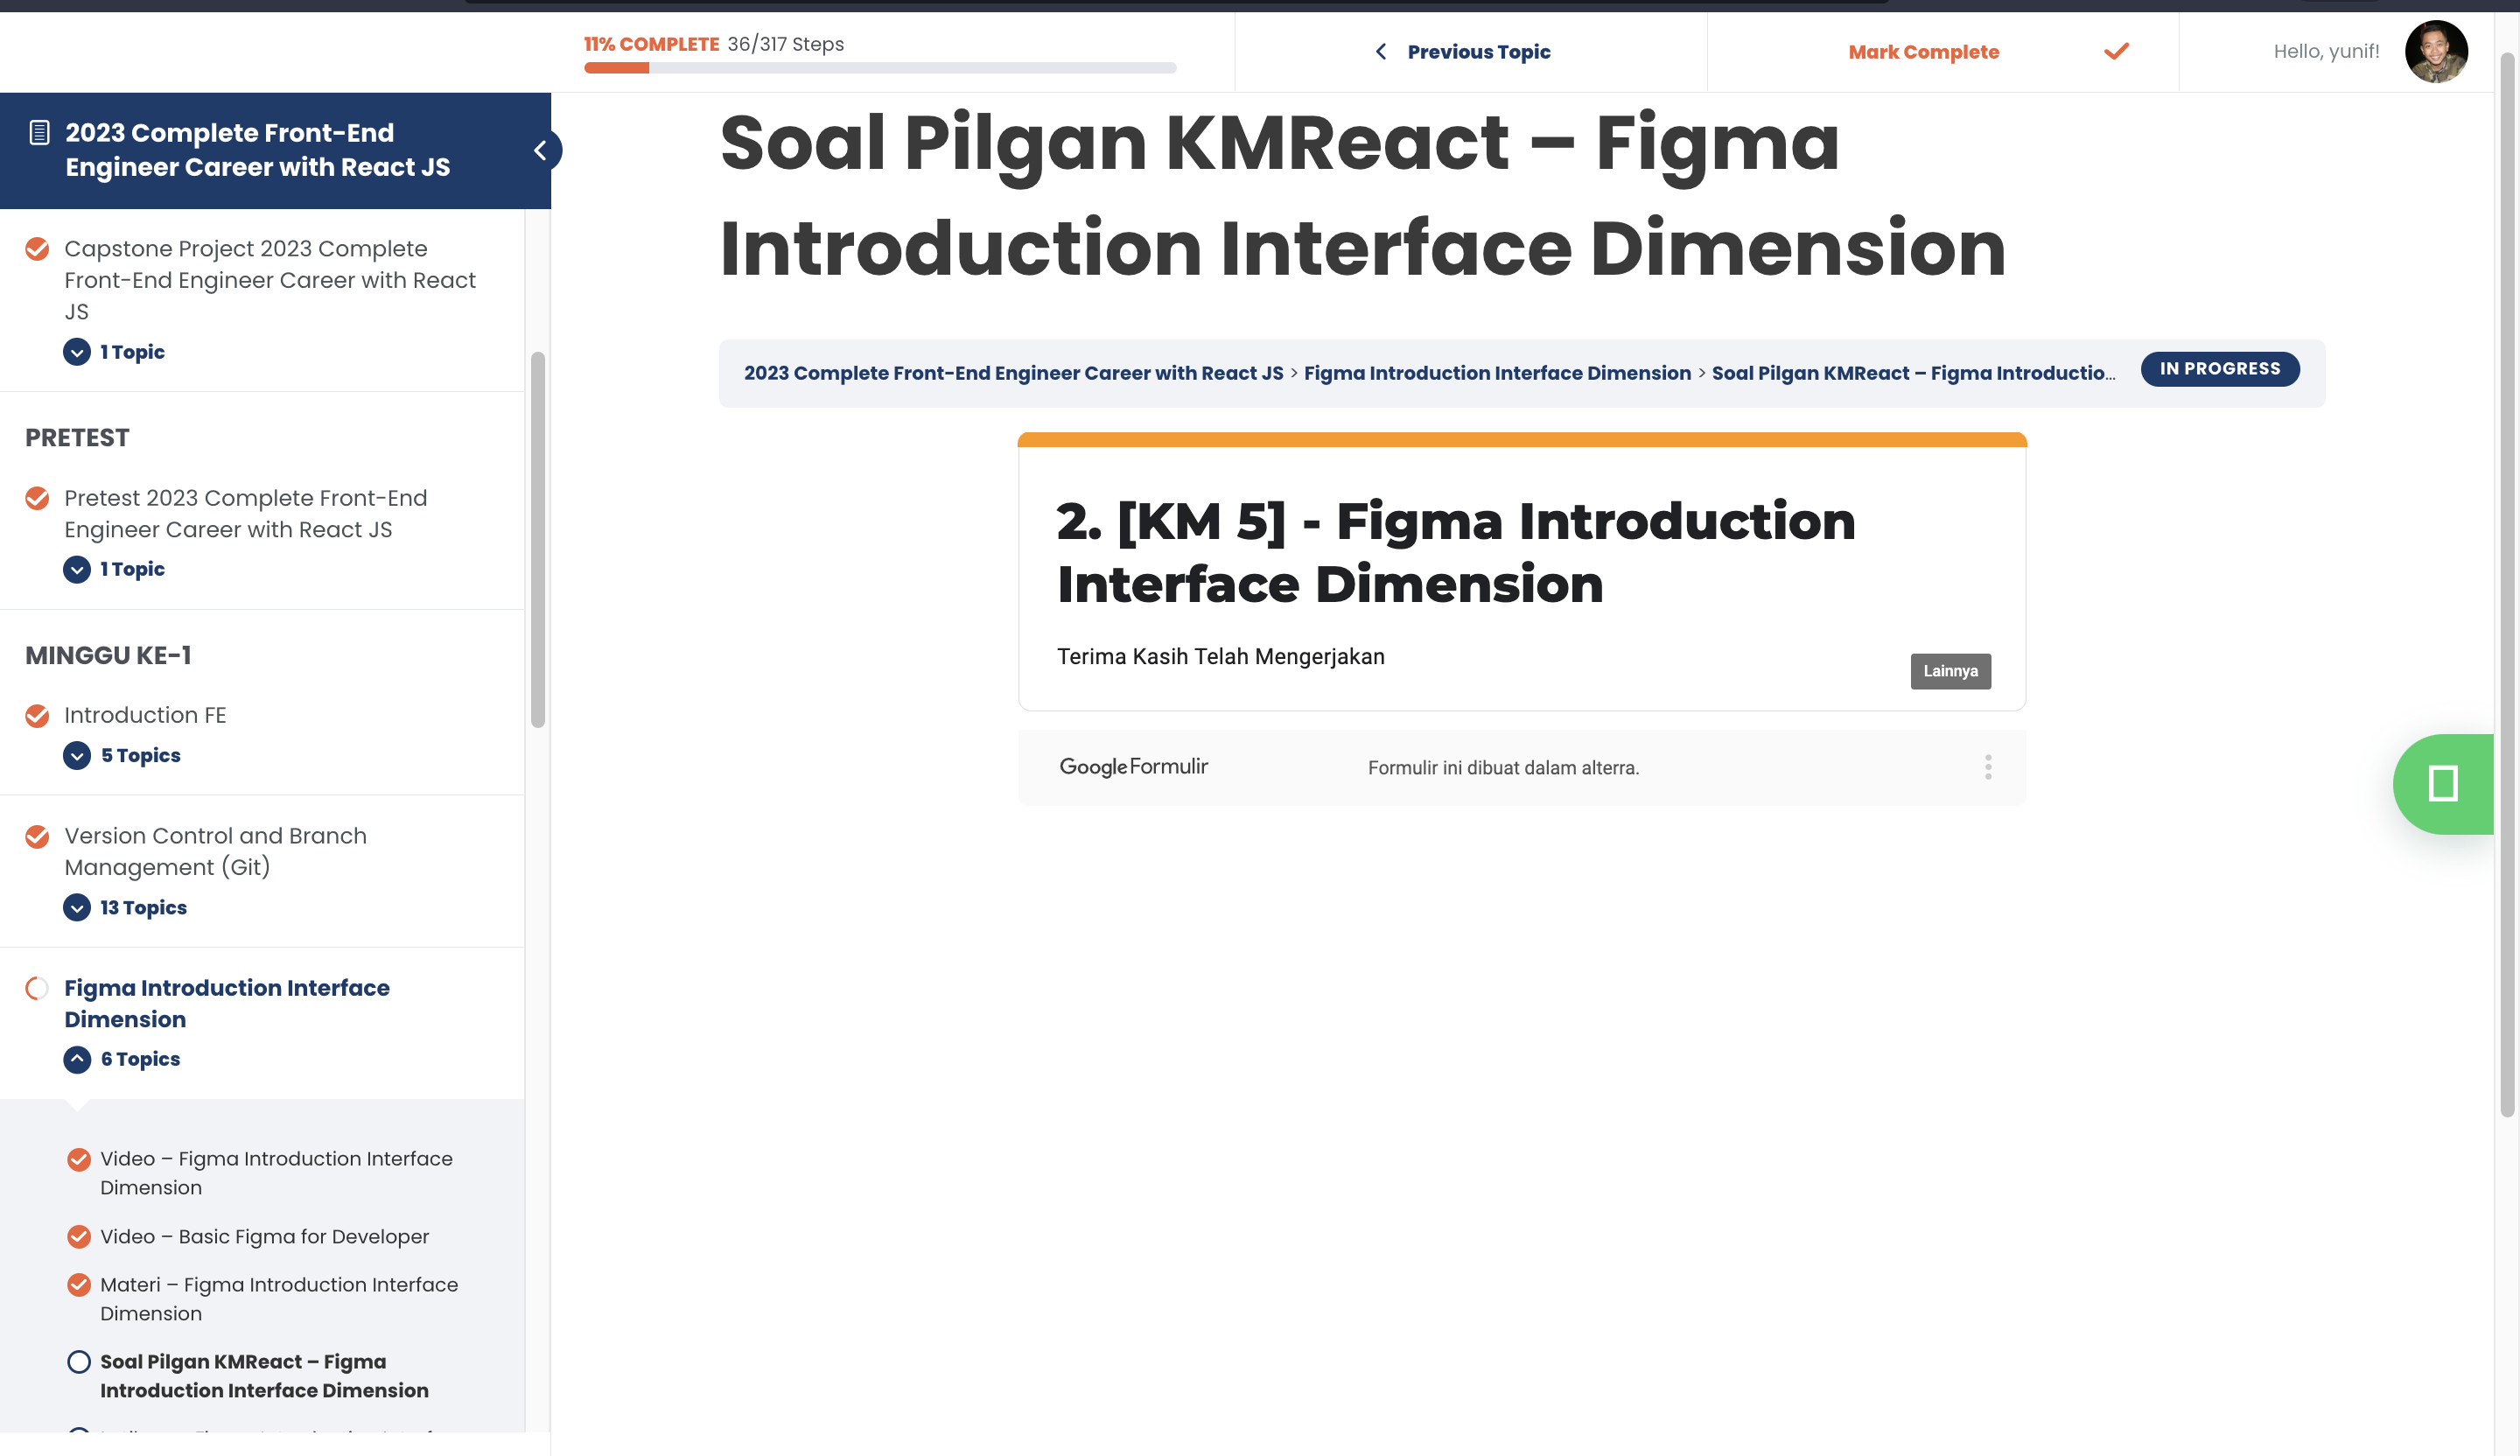 11% COMPLETE 36/317 Steps
Previous Topic
Mark Complete
Hello, yunif!
2023 Complete Front-End
Engineer Career with React JS
Capstone Project 2023 Complete
Front-End Engineer Career with React
JS
1 Topic
PRETEST
Pretest 2023 Complete Front-End
Engineer Career with React JS
1 Topic
MINGGU KE-1
Introduction FE
5 Topics
Version Control and Branch
Management (Git)
13 Topics
Figma Introduction Interface
Dimension
6 Topics
Video – Figma Introduction Interface
Dimension
Video – Basic Figma for Developer
Materi – Figma Introduction Interface
Dimension
Soal Pilgan KMReact – Figma
Introduction Interface Dimension
Soal Pilgan KMReact – Figma
Introduction Interface Dimension
2023 Complete Front-End Engineer Career with React JS > Figma Introduction Interface Dimension > Soal Pilgan KMReact – Figma Introductio...
IN PROGRESS
2. [KM 5] - Figma Introduction
Interface Dimension
Terima Kasih Telah Mengerjakan
Lainnya
Google Formulir
Formulir ini dibuat dalam alterra.